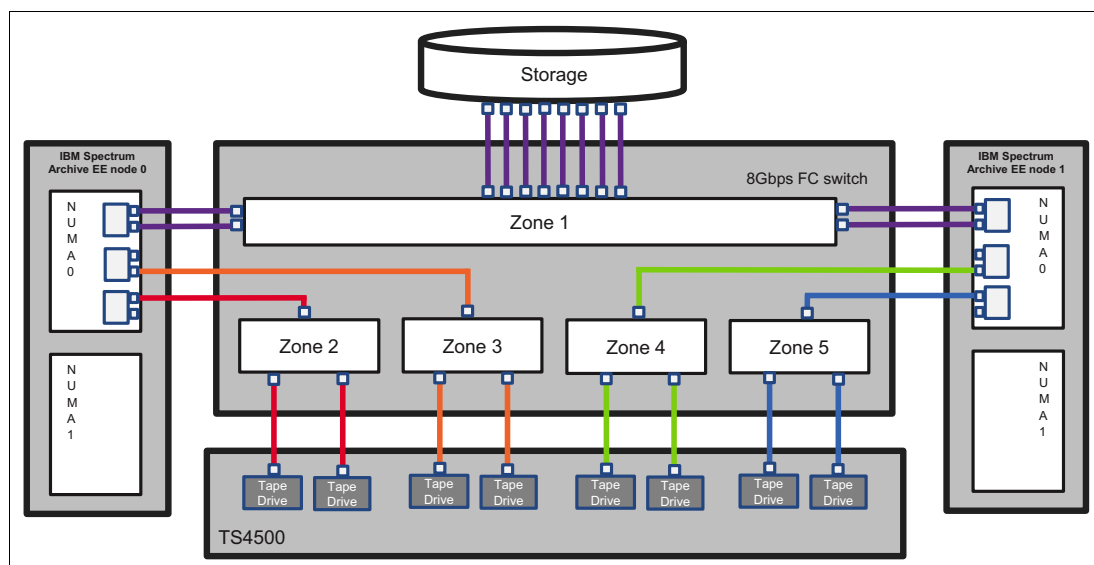 Storage
IBM Spectrum
Archive EE node 0
8Gbps FC switch
IBM Spectrum
Archive EE node 1
N
U
M
A
0
Zone 1
N
U
M
A
0
Zone 2
Zone 3
Zone 4
Zone 5
N
U
M
A
1
N
U
M
A
1
Tape
Drive
Tape
Drive
Tape
Drive
Tape
Drive
Tape
Drive
Tape
Drive
Tape
Drive
Tape
Drive
TS4500